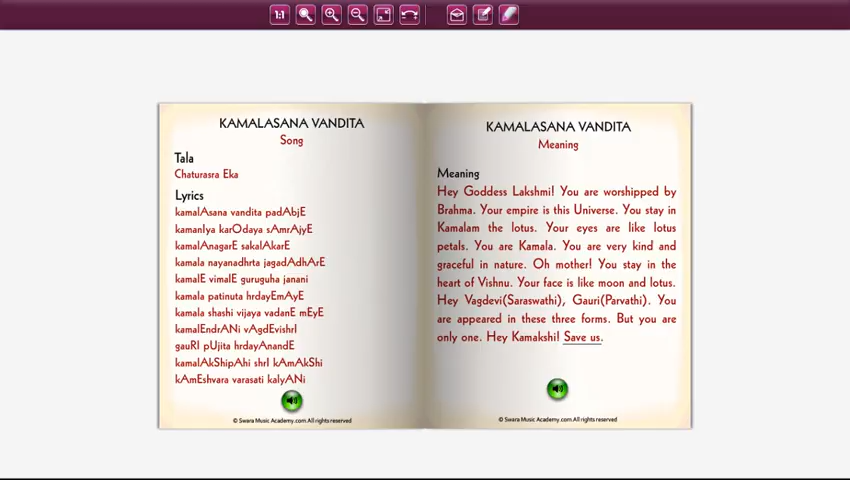 1:1
KAMALASANA VANDITA
Song
Tala
Chaturasra Eka
Lyrics
kamalAsana vandita padAbjE
kamanIya karOdaya sAmrAjyE
kamalAnagarE sakalAkarE
kamala nayanadhrta jagadAdhArE
kamalE vimalE guruguha janani
kamala patinuta hrdayEmAyE
kamala shashi vijaya vadanE mEyE
kamalEndrANi vAgdEvishrI
gauRI pUjita hrdayAnandE
kamalAkShipAhi shrI kAmAkShi
kAmEshvara varasati kalyANi
© Swara Music Academy.com All rights reserved
KAMALASANA VANDITA
Meaning
Meaning
Hey Goddess Lakshmi! You are worshipped by
Brahma. Your empire is this Universe. You stay in
Kamalam the lotus. Your eyes are like lotus
petals. You are Kamala. You are very kind and
graceful in nature. Oh mother! You stay in the
heart of Vishnu. Your face is like moon and lotus.
Hey Vagdevi(Saraswathi), Gauri(Parvathi). You
are appeared in these three forms. But you are
only one. Hey Kamakshi! Save us.
© Swara Music Academy.com All rights reserved